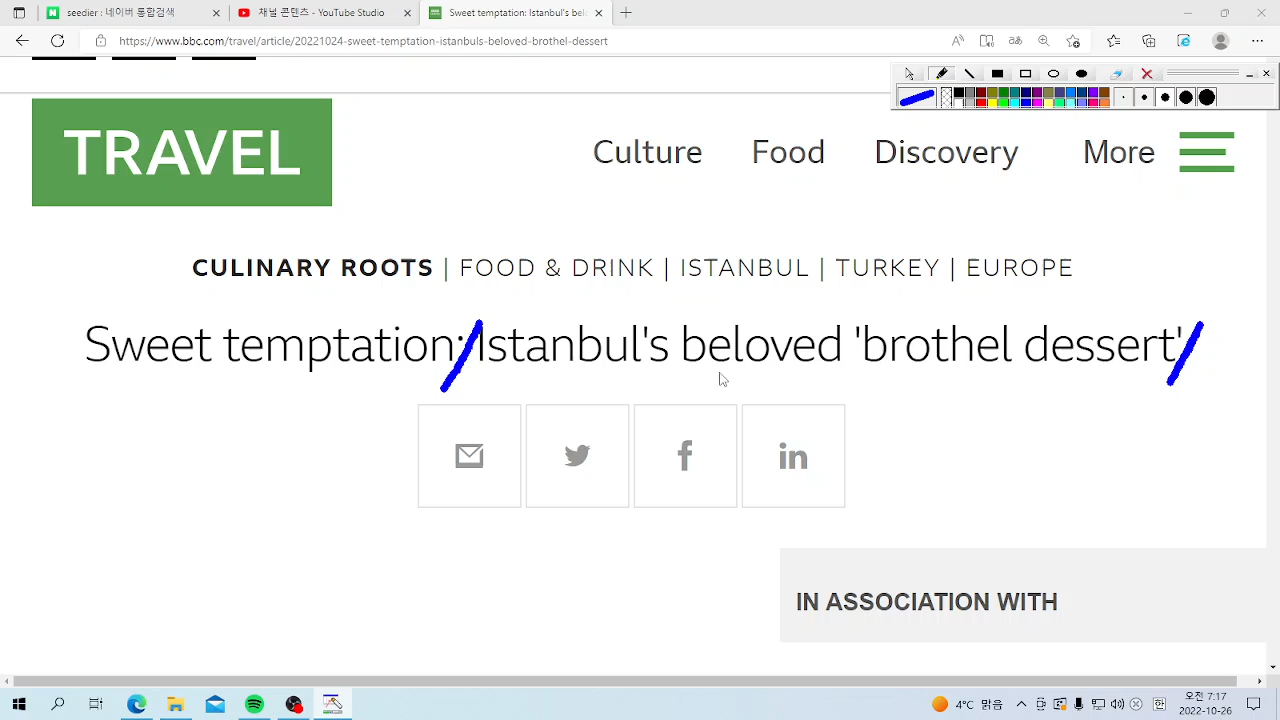 seedier : 네이버 통합검색
채널 콘텐츠 - YouTube Studio
Sweet temptation: Istanbul's bel
https://www.bbc.com/travel/article/20221024-sweet-temptation-istanbuls-beloved-brothel-dessert
TRAVEL
Culture Food Discovery More
CULINARY ROOTS | FOOD & DRINK | ISTANBUL | TURKEY | EUROPE
Sweet temptation: Istanbul's beloved 'brothel dessert'
IN ASSOCIATION WITH
4°C 맑음
오전 7:17
2022-10-26